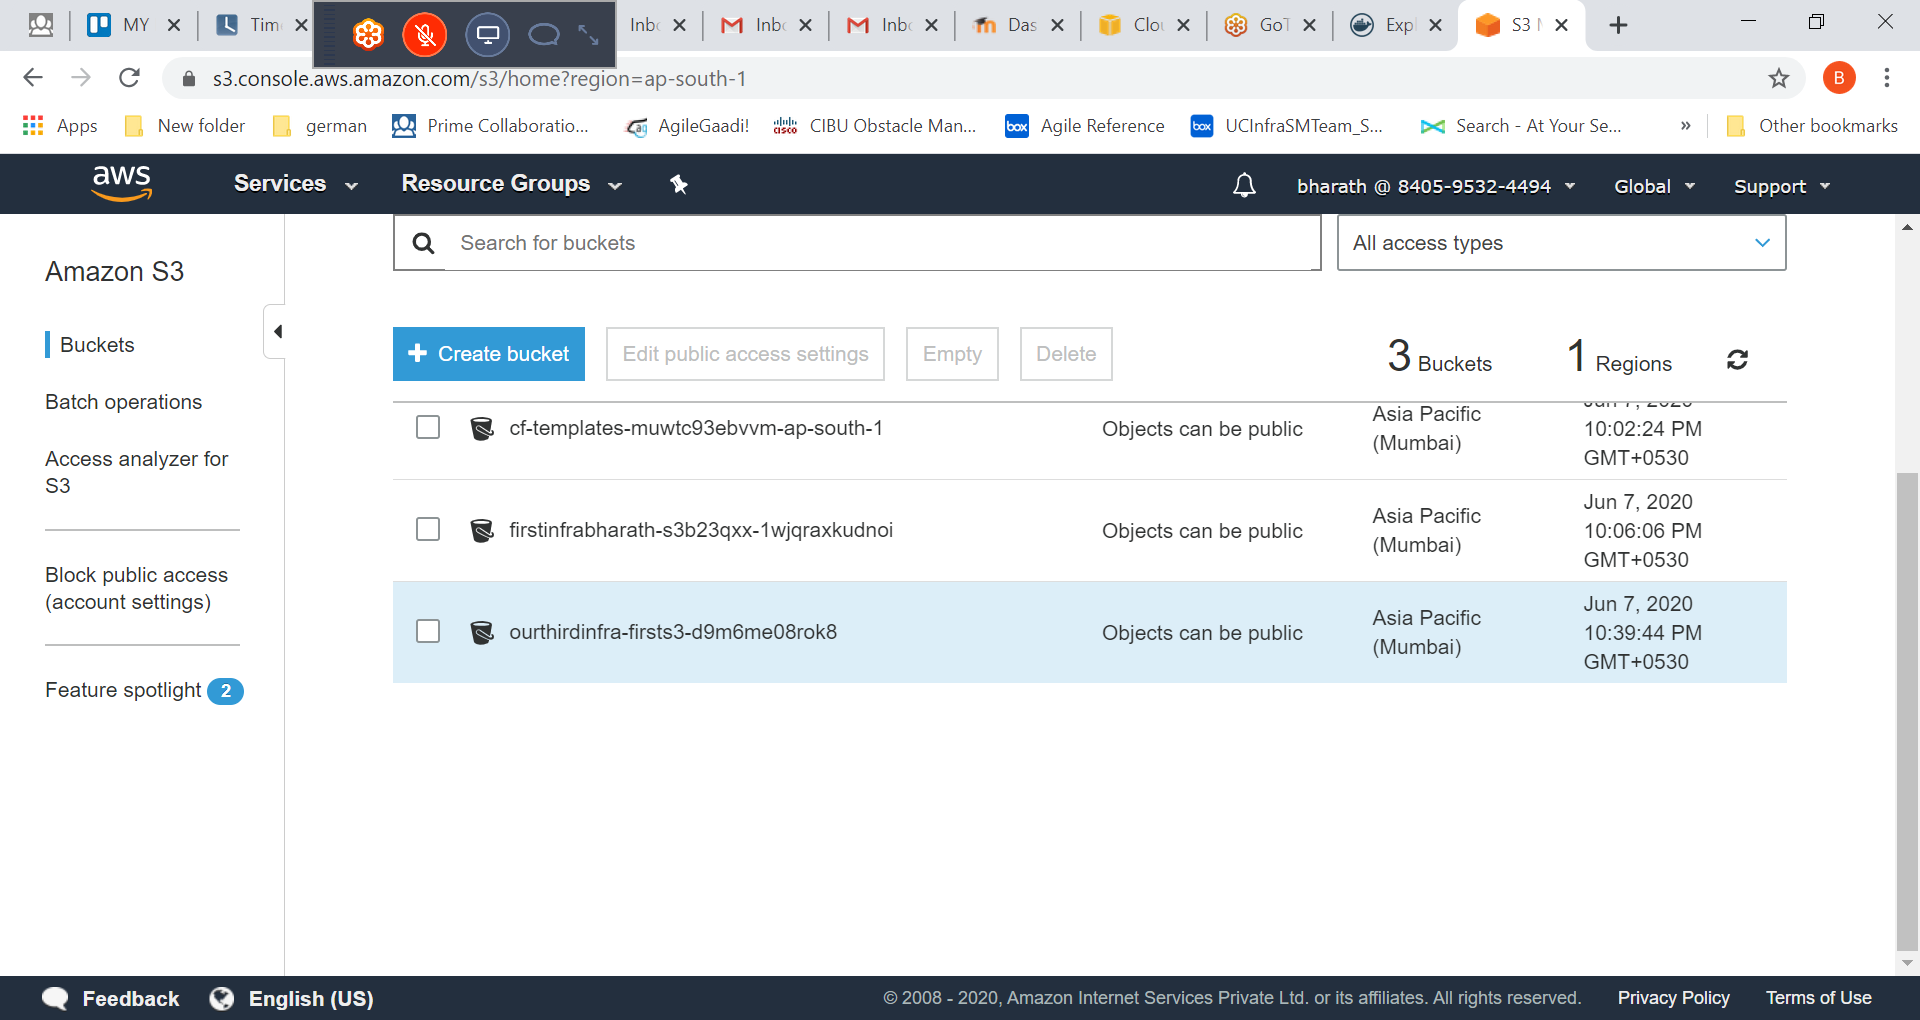 MY
Tim
Inbo
Inbo
Inbo
Das
Clou
GoT
Expl
S3 M
s3.console.aws.amazon.com/s3/home?region=ap-south-1
B
Apps
New folder
german
Prime Collaboratio...
AgileGaadi!
CISCO
CIBU Obstacle Man...
box
Agile Reference
box
UCInfraSMTeam_S...
Search - At Your Se...
»
Other bookmarks
aws
Services
Resource Groups
bharath @ 8405-9532-4494
Global
Support
Amazon S3
Buckets
Batch operations
Access analyzer for
S3
Block public access
(account settings)
Feature spotlight 2
Search for buckets
All access types
Create bucket
Edit public access settings
Empty
Delete
3 Buckets
1 Regions
cf-templates-muwtc93ebvvm-ap-south-1
Objects can be public
Asia Pacific
(Mumbai)
Jun 7, 2020
10:02:24 PM
GMT+0530
firstinfrabharath-s3b23qxx-1wjqraxkudnoi
Objects can be public
Asia Pacific
(Mumbai)
Jun 7, 2020
10:06:06 PM
GMT+0530
ourthirdinfra-firsts3-d9m6me08rok8
Objects can be public
Asia Pacific
(Mumbai)
Jun 7, 2020
10:39:44 PM
GMT+0530
Feedback
English (US)
© 2008 - 2020, Amazon Internet Services Private Ltd. or its affiliates. All rights reserved.
Privacy Policy
Terms of Use